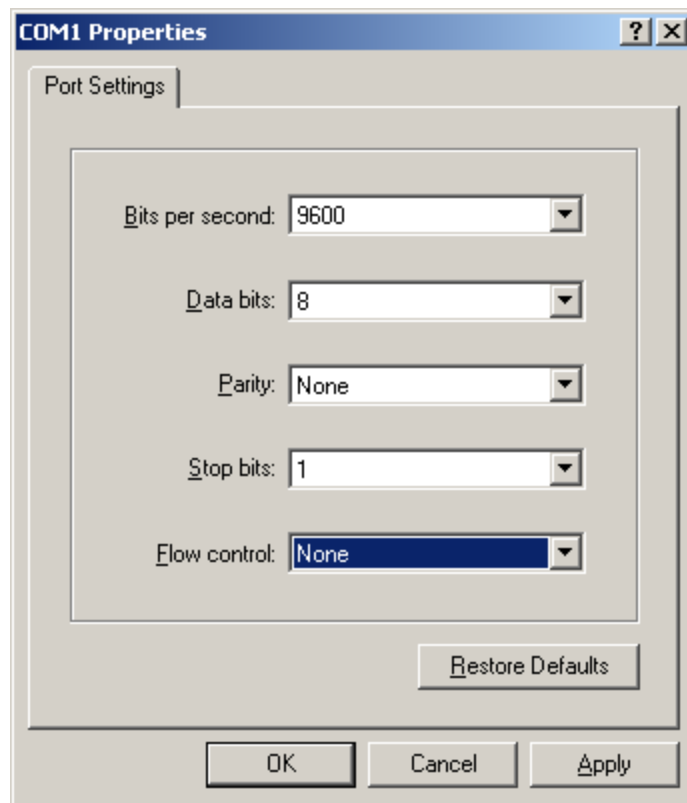 COM1 Properties
Port Settings
Bits per second: 9600
Data bits: 8
Parity: None
Stop bits: 1
Flow control: None
Restore Defaults
OK Cancel Apply